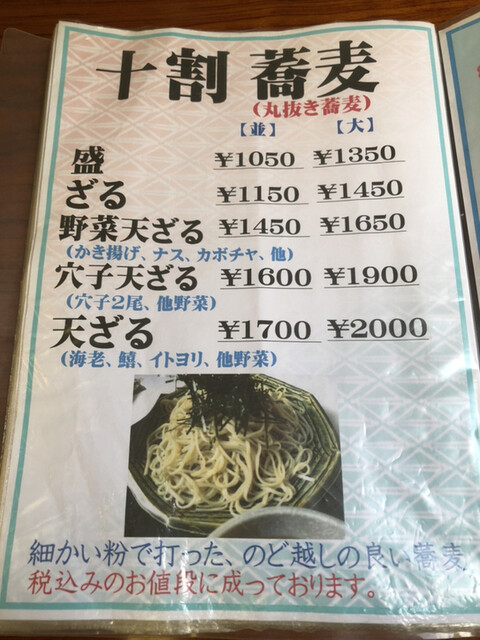 十割 蕎麦
(丸抜き蕎麦)
【並】 【大】
盛 ¥1050 ¥1350
ざる ¥1150 ¥1450
野菜天ざる ¥1450 ¥1650
(かき揚げ、ナス、カボチャ、他)
穴子天ざる ¥1600 ¥1900
(穴子2尾、他野菜)
天ざる ¥1700 ¥2000
(海老、鱚、イトヨリ、他野菜)
細かい粉で打った、のど越しの良い蕎麦
税込みのお値段に成っております。